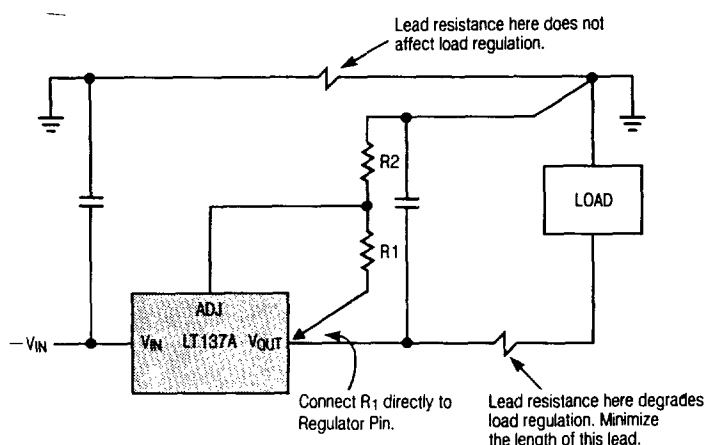 Lead resistance here does not
affect load regulation.
R2
LOAD
R1
ADJ
−VIN
VIN
LT137A
VOUT
Connect R1 directly to
Regulator Pin.
Lead resistance here degrades
load regulation. Minimize
the length of this lead.